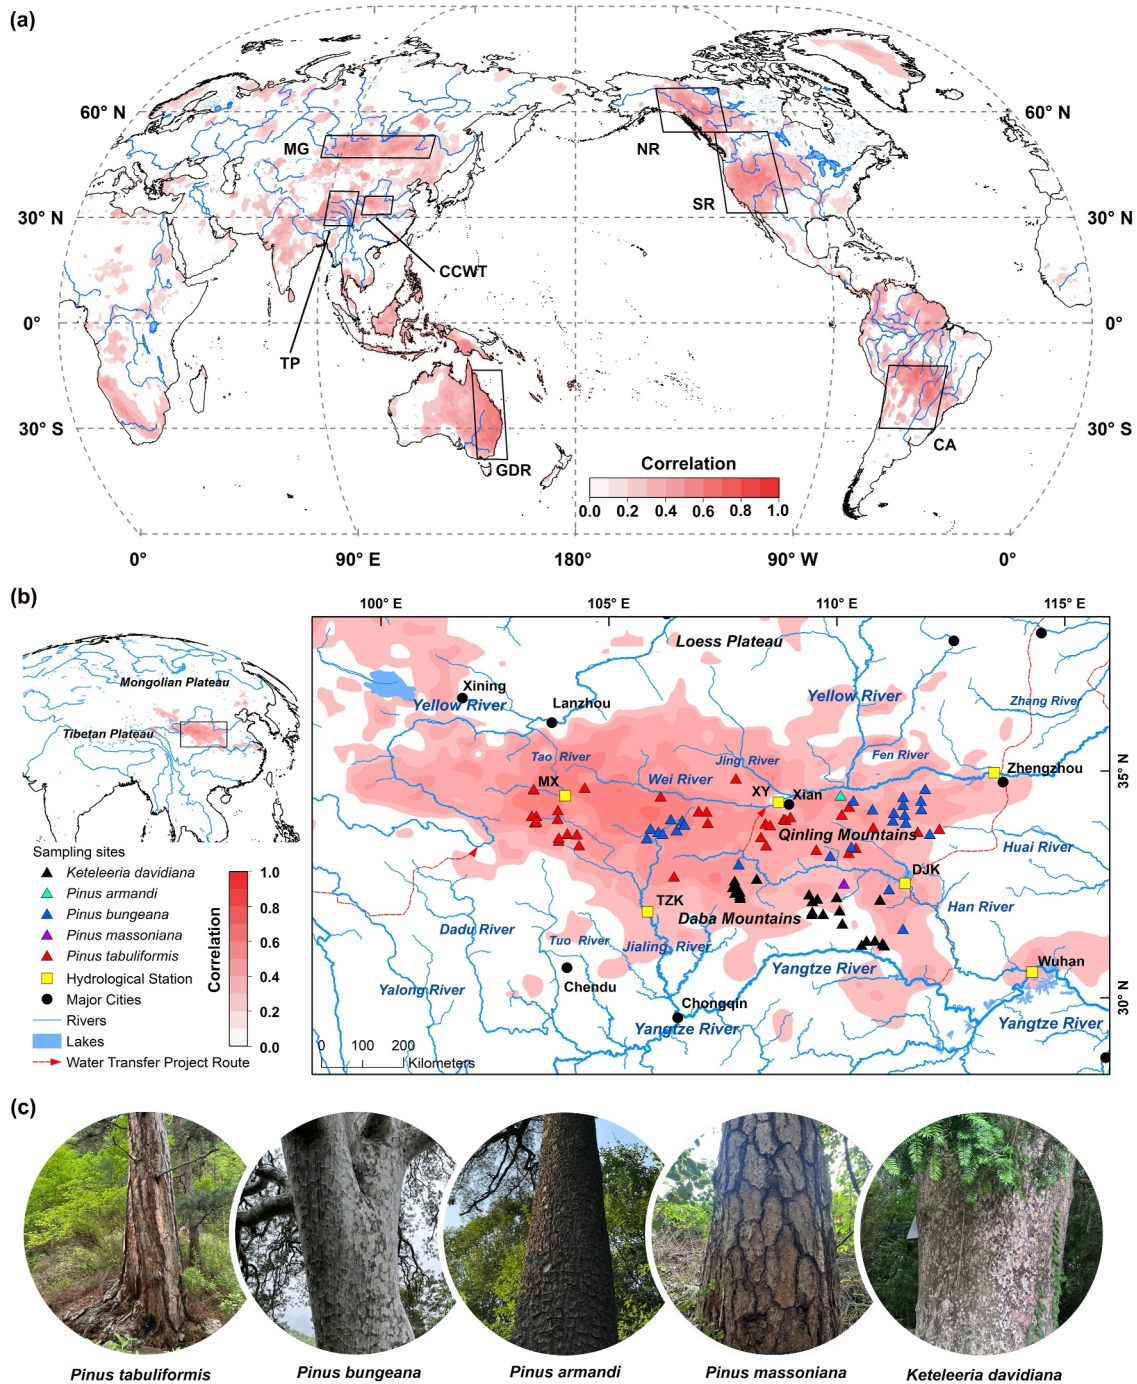 (a)
60° N
60° N
MG
NR
SR
30° N
30° N
CCWT
0°
0°
TP
30° S
30° S
GDR
CA
Correlation
0.0 0.2 0.4 0.6 0.8 1.0
0° 90° E 180° 90° W 0°
(b)
100° E 105° E 110° E 115° E
Mongolian Plateau
Tibetan Plateau
Sampling sites
Keteleeria davidiana
Pinus armandi
Pinus bungeana
Pinus massoniana
Pinus tabuliformis
Hydrological Station
Major Cities
Rivers
Lakes
Water Transfer Project Route
Correlation
1.0
0.8
0.6
0.4
0.2
0.0
Loess Plateau
Xining
Yellow River
Lanzhou
Yellow River
Zhang River
Tao River
Jing River
Fen River
MX
Wei River
XY
Xian
Zhengzhou
35° N
Qinling Mountains
Huai River
DJK
TZK
Daba Mountains
Han River
Dadu River
Tuo River
Jialing River
Yangtze River
Wuhan
Yalong River
Chendu
Chongqin
Yangtze River
Yangtze River
30° N
0 100 200
Kilometers
(c)
Pinus tabuliformis
Pinus bungeana
Pinus armandi
Pinus massoniana
Keteleeria davidiana